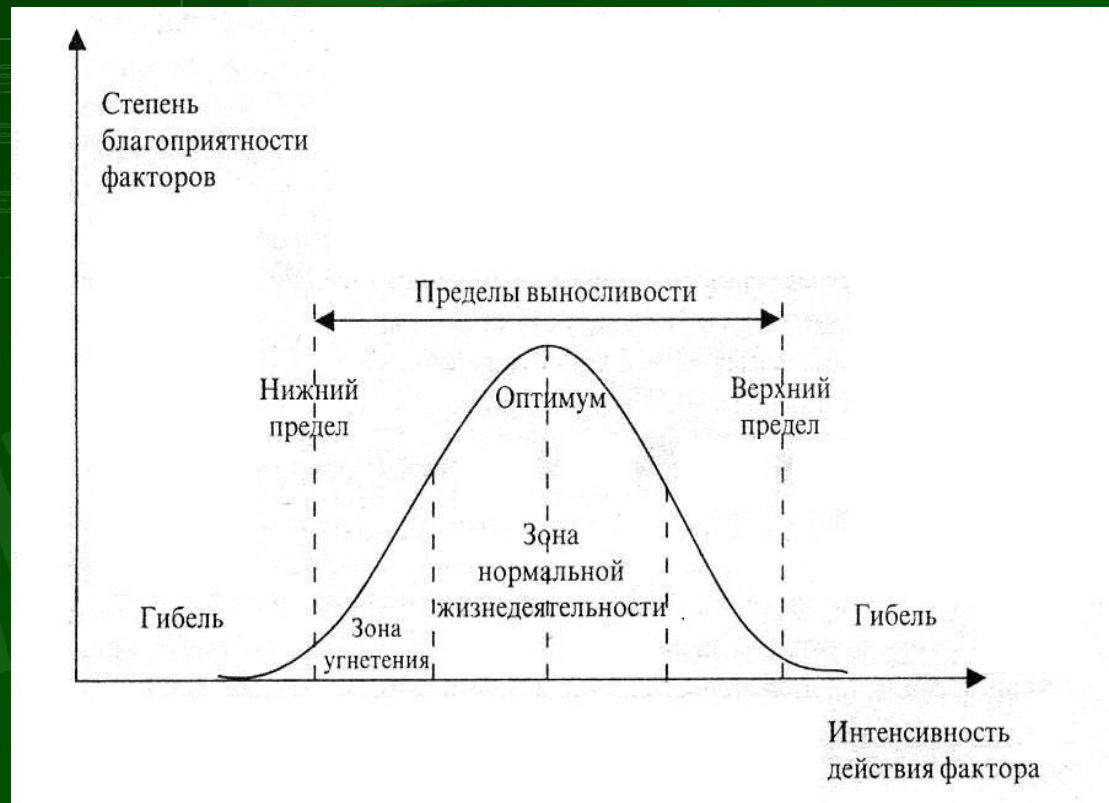 Степень
благоприятности
факторов
Пределы выносливости
Нижний
предел
Оптимум
Верхний
предел
Зона
нормальной
жизнедеятельности
Гибель
Зона
угнетения
Гибель
Интенсивность
действия фактора